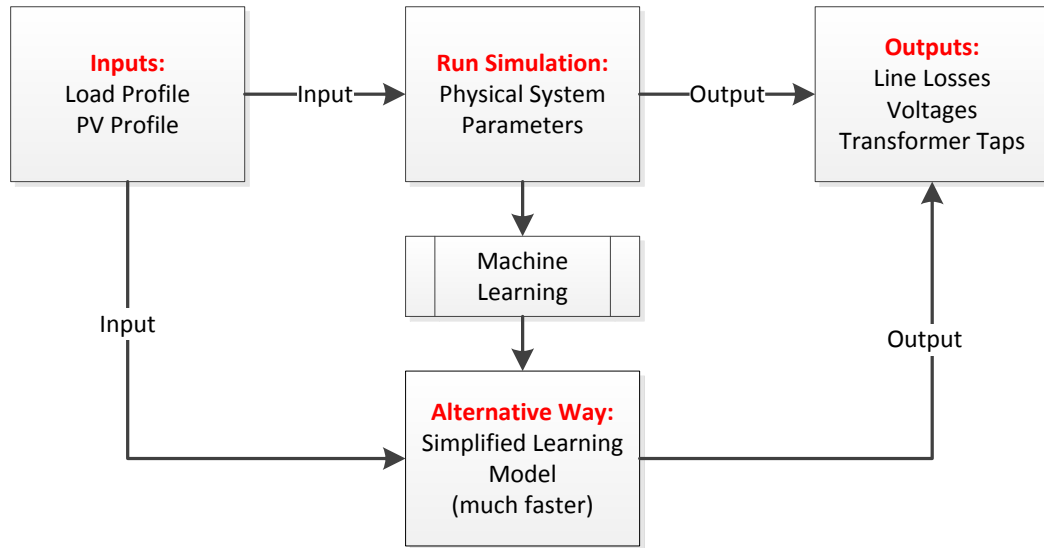 Inputs:
Load Profile
PV Profile
Input
Run Simulation:
Physical System
Parameters
Output
Outputs:
Line Losses
Voltages
Transformer Taps
Machine
Learning
Input
Output
Alternative Way:
Simplified Learning
Model
(much faster)